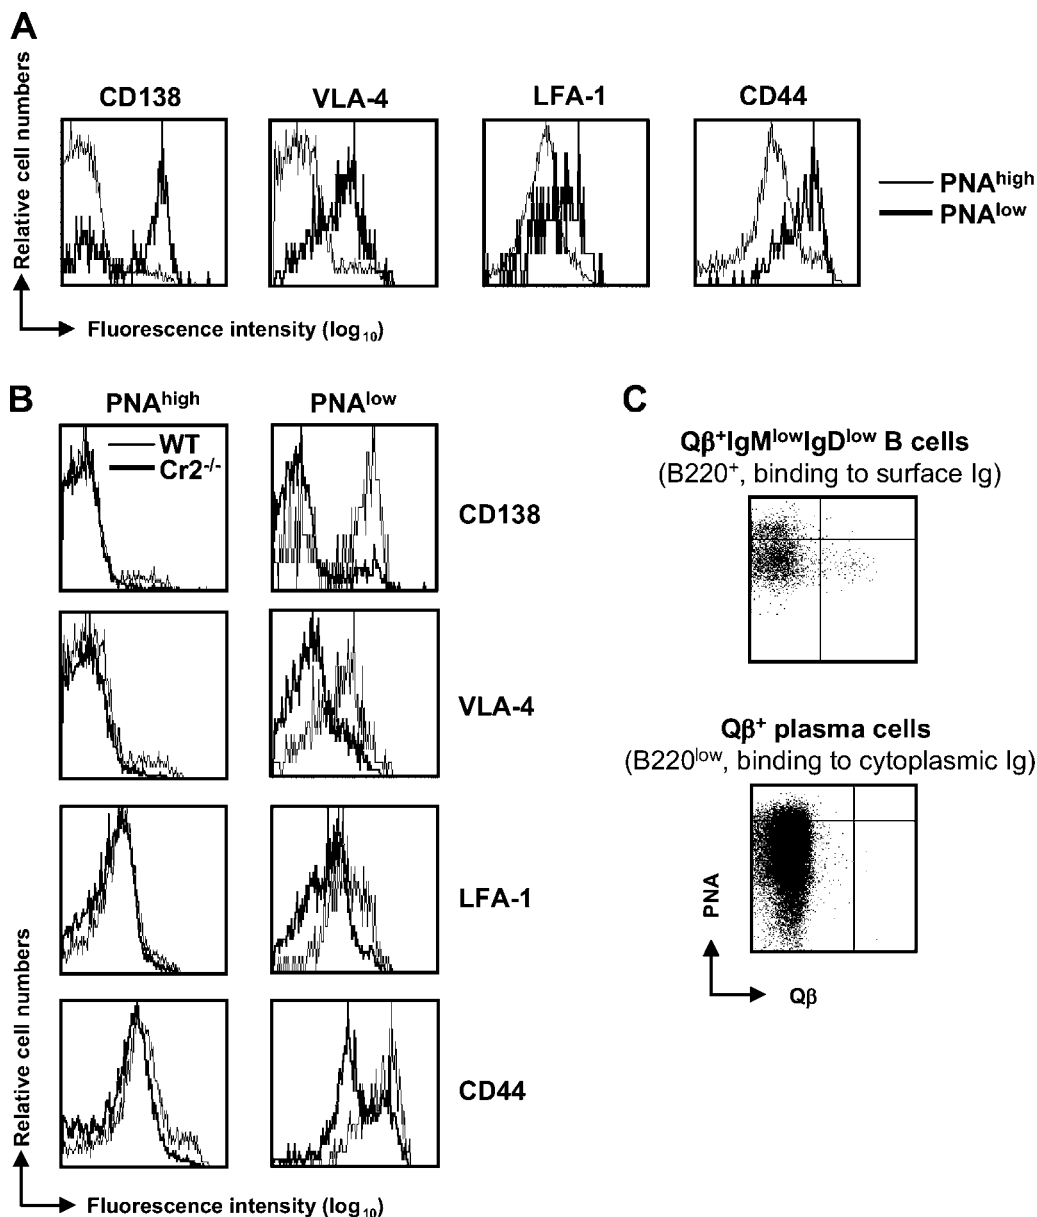 A
Relative cell numbers
CD138
VLA-4
LFA-1
CD44
PNAhigh
PNAlow
Fluorescence intensity (log10)
B
PNAhigh
PNAlow
WT
Cr2-/-
CD138
VLA-4
LFA-1
CD44
Relative cell numbers
Fluorescence intensity (log10)
C
Qβ+IgMlowIgDlow B cells
(B220+, binding to surface Ig)
Qβ+ plasma cells
(B220low, binding to cytoplasmic Ig)
PNA
Qβ